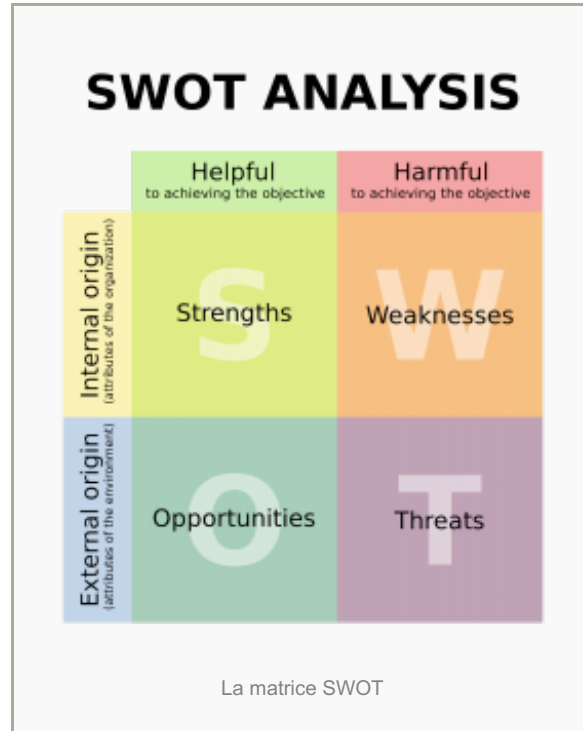 SWOT ANALYSIS
Helpful
to achieving the objective
Harmful
to achieving the objective
Internal origin
(attributes of the organization)
S
Strengths
W
Weaknesses
External origin
(attributes of the environment)
O
Opportunities
T
Threats
La matrice SWOT